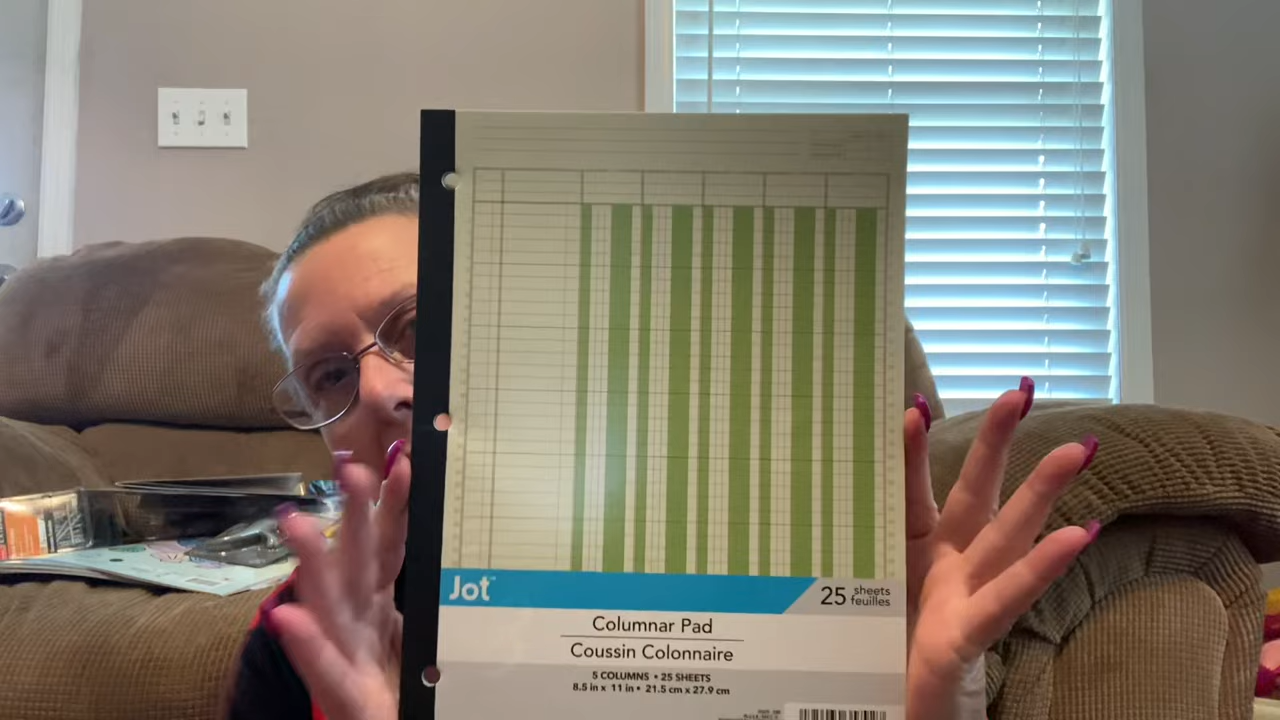 Jot™
25 sheets
feuilles
Columnar Pad
Coussin Colonnaire
5 COLUMNS • 25 SHEETS
8.5 in x 11 in • 21.5 cm x 27.9 cm